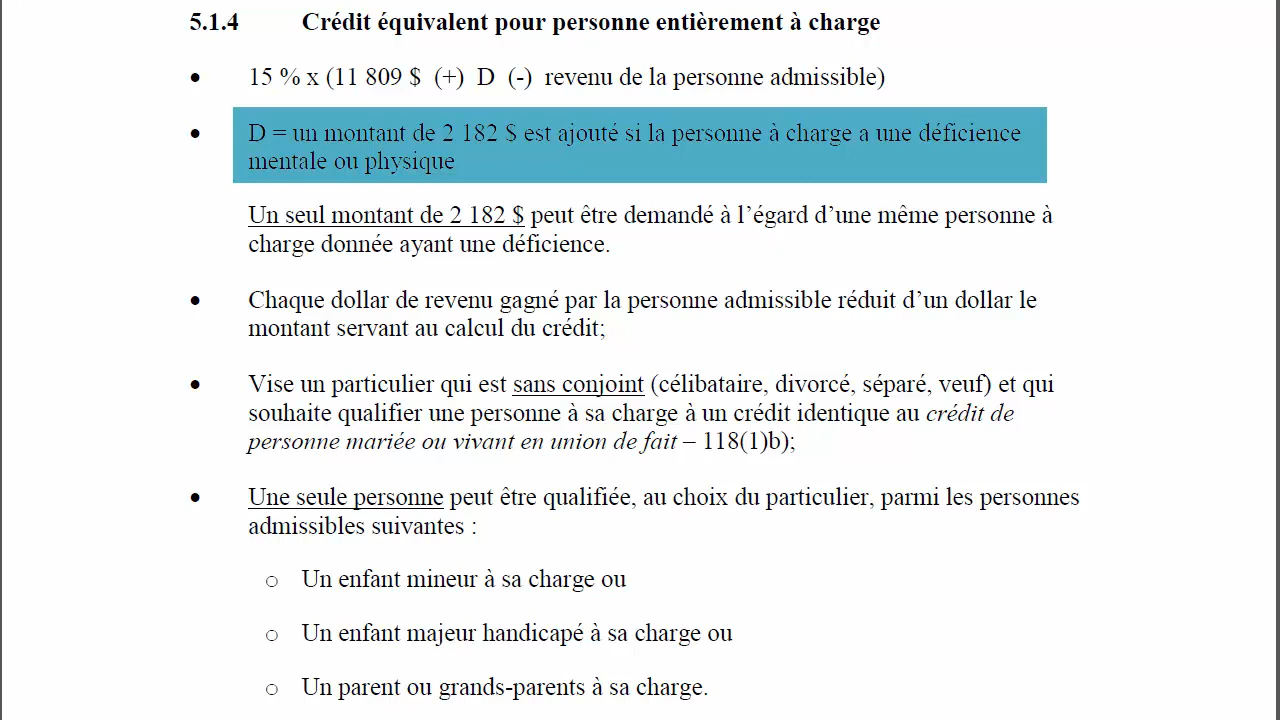 5.1.4 Crédit équivalent pour personne entièrement à charge
• 15 % x (11 809 $ (+) D (-) revenu de la personne admissible)
• D = un montant de 2 182 $ est ajouté si la personne à charge a une déficience
mentale ou physique
Un seul montant de 2 182 $ peut être demandé à l’égard d’une même personne à
charge donnée ayant une déficience.
• Chaque dollar de revenu gagné par la personne admissible réduit d’un dollar le
montant servant au calcul du crédit;
• Vise un particulier qui est sans conjoint (célibataire, divorcé, séparé, veuf) et qui
souhaite qualifier une personne à sa charge à un crédit identique au crédit de
personne mariée ou vivant en union de fait – 118(1)b);
• Une seule personne peut être qualifiée, au choix du particulier, parmi les personnes
admissibles suivantes :
○ Un enfant mineur à sa charge ou
○ Un enfant majeur handicapé à sa charge ou
○ Un parent ou grands-parents à sa charge.